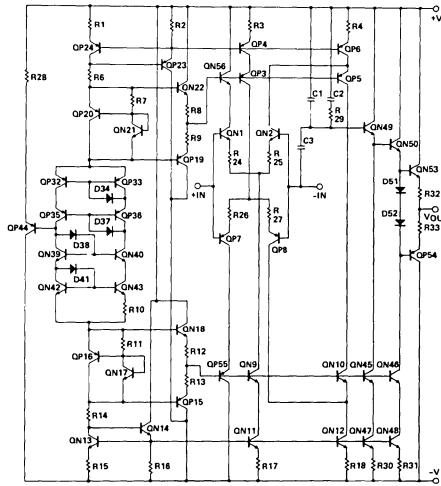 +V
R1
R2
R3
R4
QP24
QP4
QP6
QP23
QN56
R28
R6
QN22
QP3
QP5
R7
R8
C1
C2
R
29
QP20
QN21
R9
QN1
QN2
QN49
C3
QN50
QP19
R
24
R
25
QN53
D51
QP32
QP33
D34
+IN
−IN
R32
D52
VOUT
QP35
QP36
R26
R
27
R33
QP44
D37
D38
QP7
QP8
QP54
QN39
QN40
D41
QN42
QN43
R10
QN18
R11
R12
QP16
QN17
R13
QP55
QN9
QN10
QN45
QN46
QP15
R14
QN14
QN13
QN11
QN12
QN47
QN48
R15
R16
R17
R18
R30
R31
−V